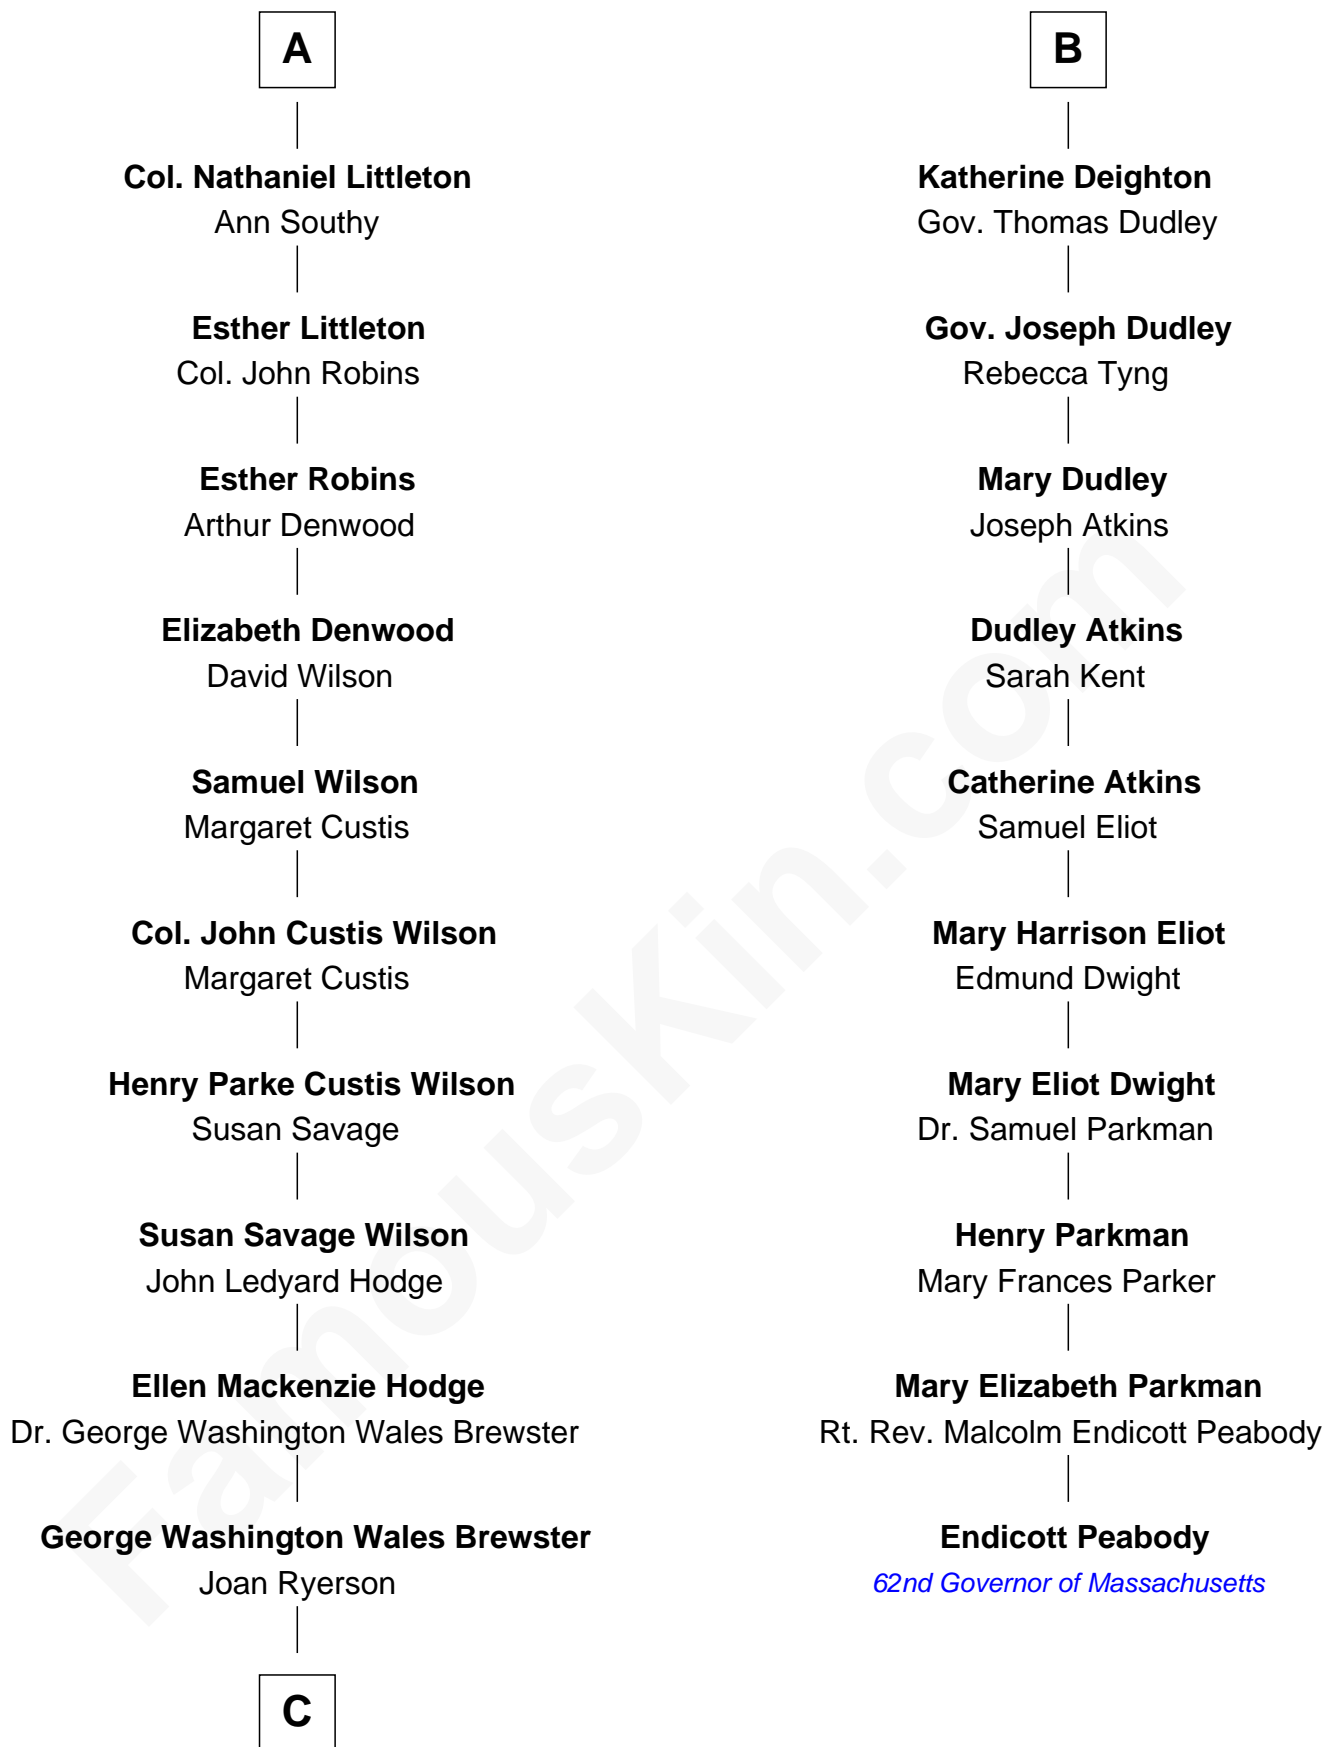 A
Col. Nathaniel Littleton
Ann Southy
Esther Littleton
Col. John Robins
Esther Robins
Arthur Denwood
Elizabeth Denwood
David Wilson
Samuel Wilson
Margaret Custis
Col. John Custis Wilson
Margaret Custis
Henry Parke Custis Wilson
Susan Savage
Susan Savage Wilson
John Ledyard Hodge
Ellen Mackenzie Hodge
Dr. George Washington Wales Brewster
George Washington Wales Brewster
Joan Ryerson
C
B
Katherine Deighton
Gov. Thomas Dudley
Gov. Joseph Dudley
Rebecca Tyng
Mary Dudley
Joseph Atkins
Dudley Atkins
Sarah Kent
Catherine Atkins
Samuel Eliot
Mary Harrison Eliot
Edmund Dwight
Mary Eliot Dwight
Dr. Samuel Parkman
Henry Parkman
Mary Frances Parker
Mary Elizabeth Parkman
Rt. Rev. Malcolm Endicott Peabody
Endicott Peabody
62nd Governor of Massachusetts
FamousKin.com